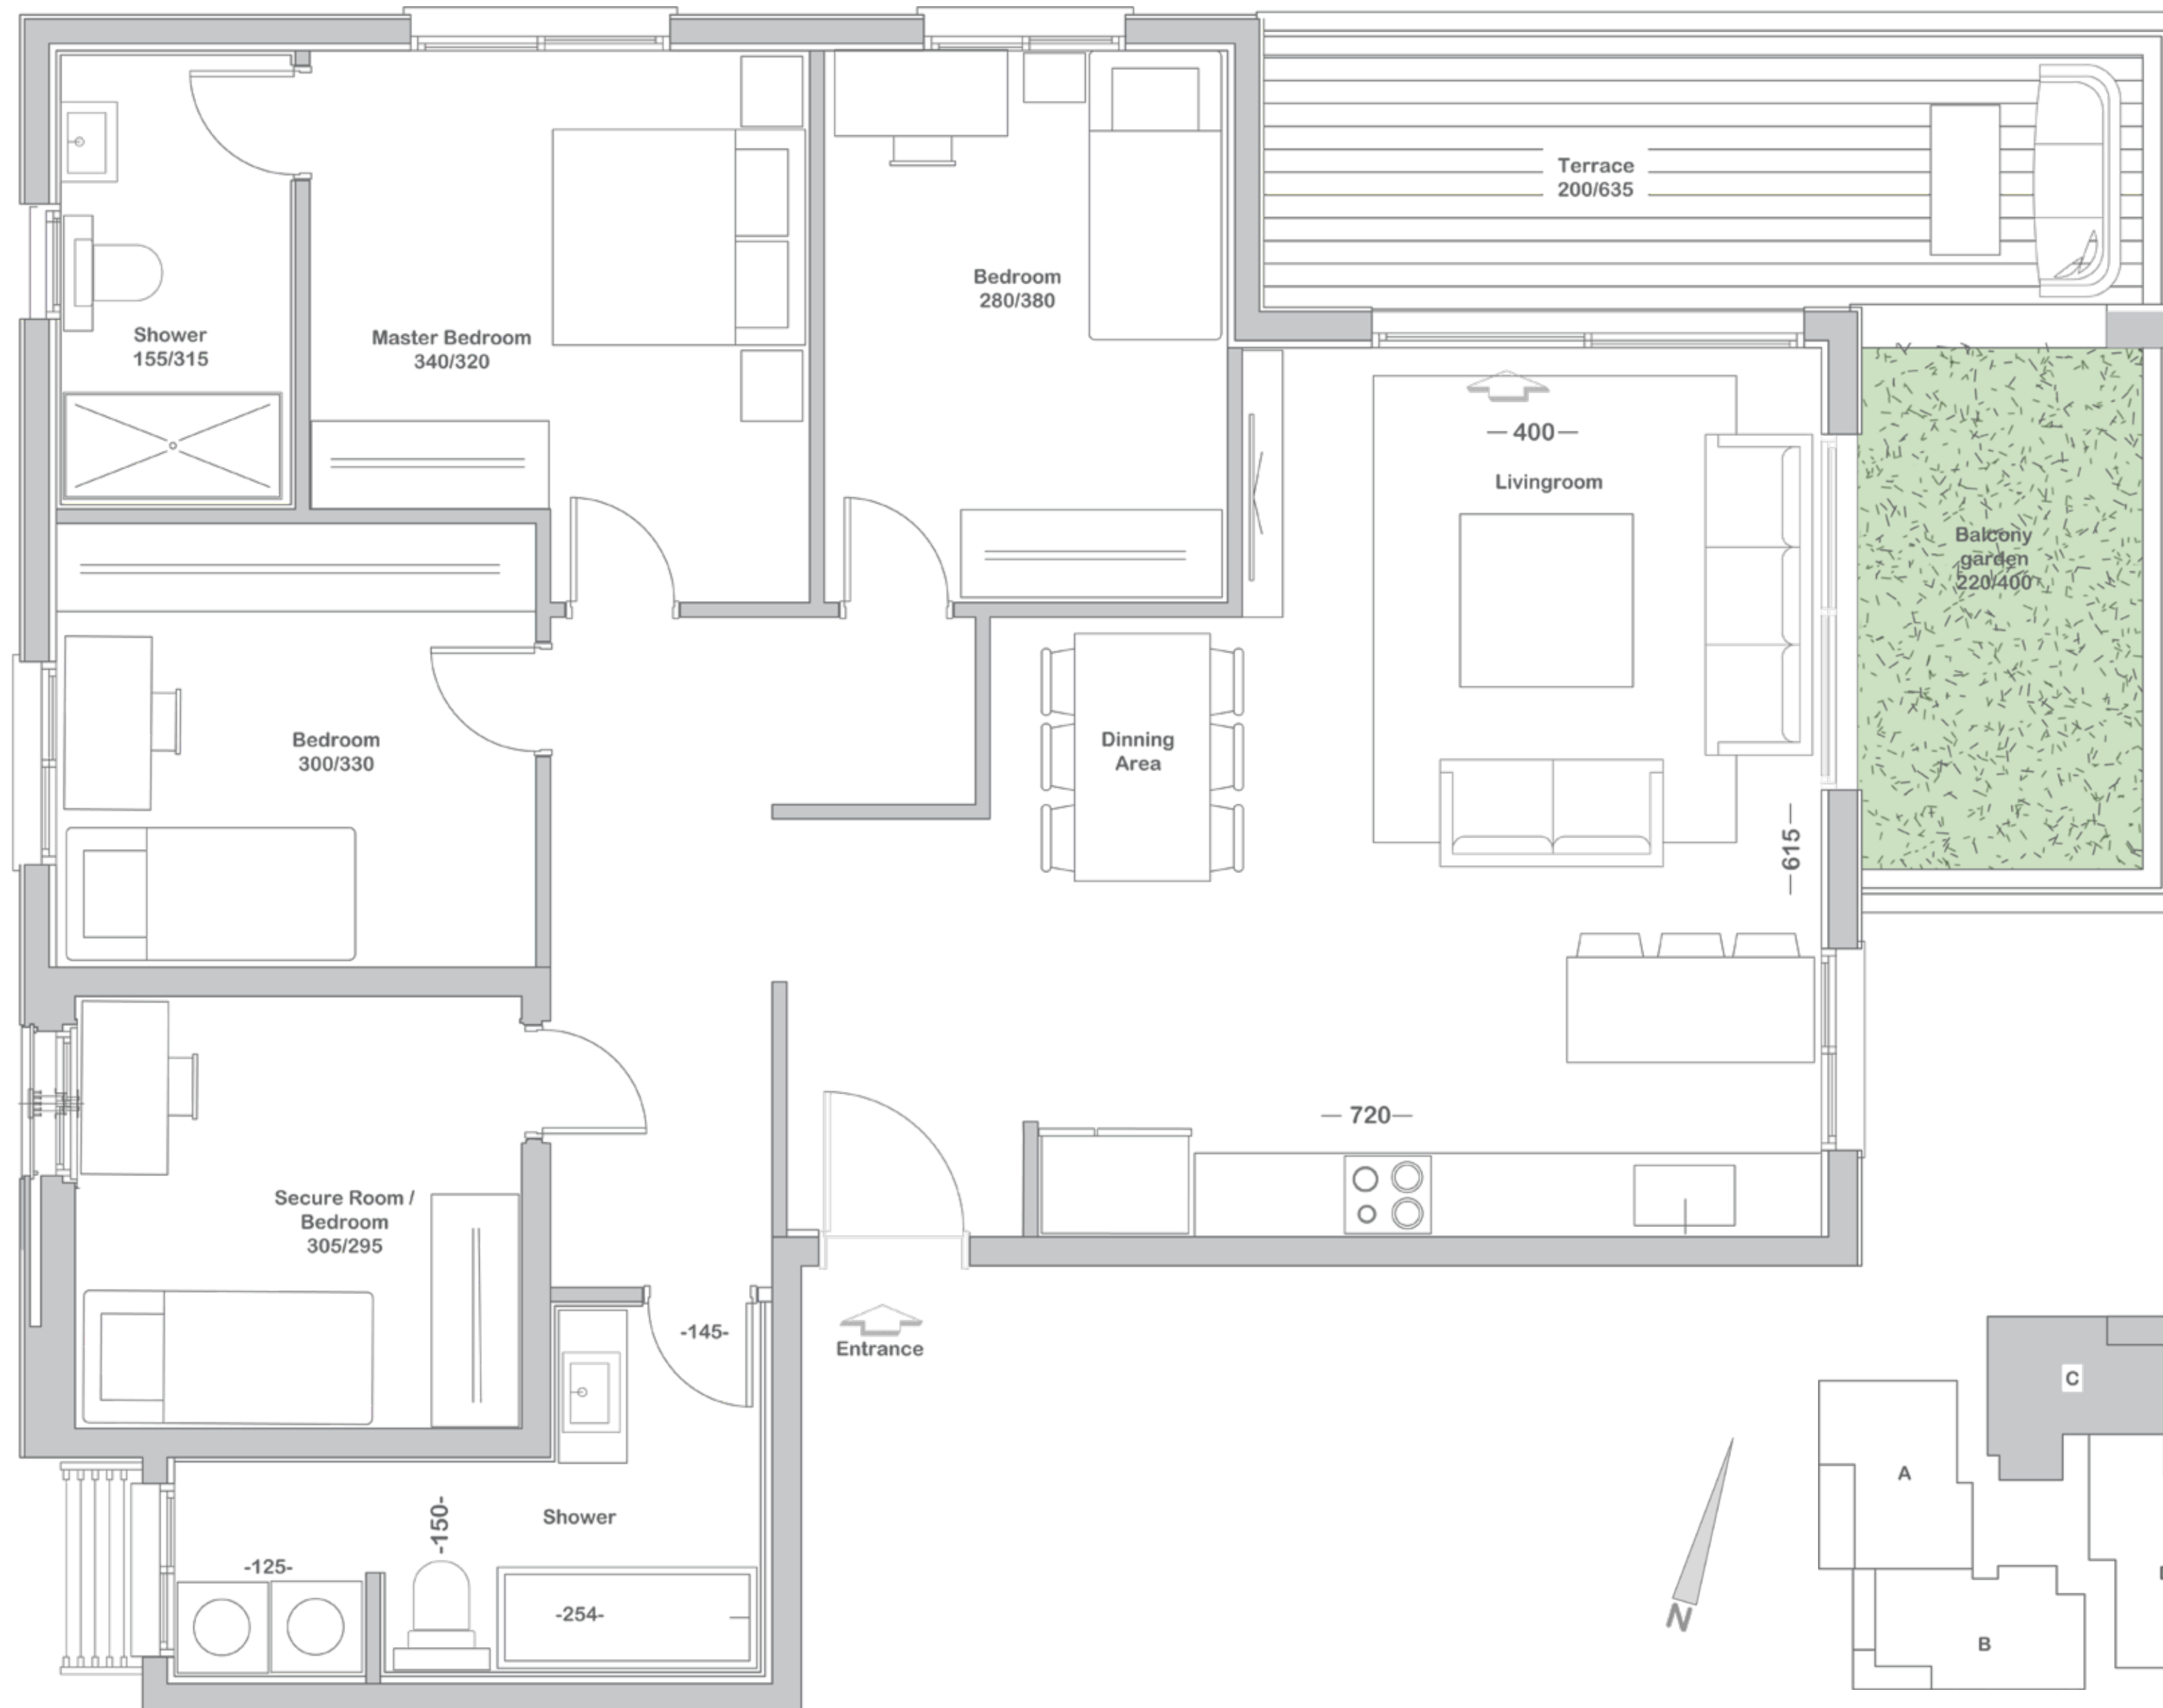 Terrace
200/635
Bedroom
280/380
Shower
155/315
Master Bedroom
340/320
— 400 —
Livingroom
Balcony
garden
220/400
Bedroom
300/330
Dinning
Area
— 615 —
— 720 —
Secure Room /
Bedroom
305/295
-145-
Entrance
C
A
-150-
Shower
-125-
-254-
N
B